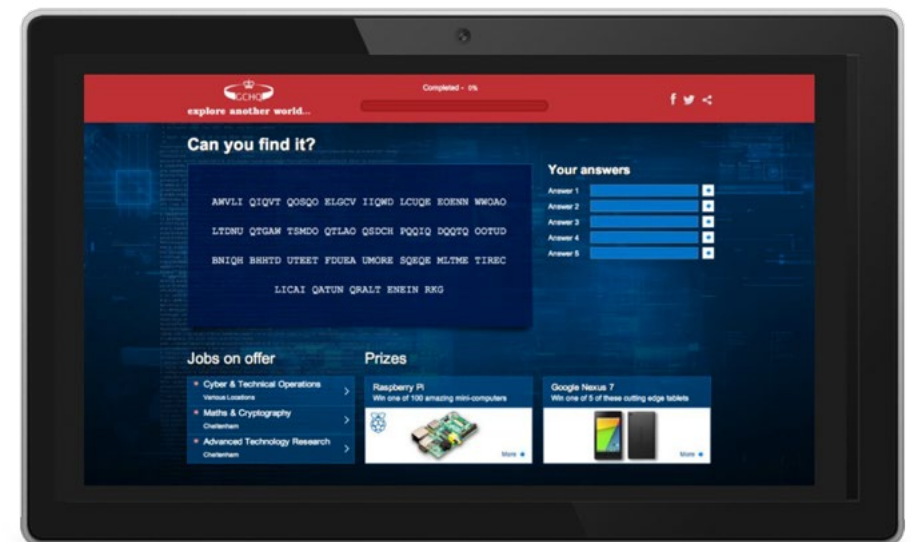 GCHQ
explore another world...
Completed - 0%
Can you find it?
AWVLI QIQVT QOSQO ELGCV IIQWD LCUQE EOENN WWOAO
LTDNU QTGAW TSMDO QTLAO QSDCH PQQIQ DQQTQ OOTUD
BNIQH BHHTD UTEET FDUEA UMORE SQEQE MLTME TIREC
LICAI QATUN QRALT ENEIN RKG
Your answers
Answer 1
Answer 2
Answer 3
Answer 4
Answer 5
Jobs on offer
Cyber & Technical Operations
Various Locations
Maths & Cryptography
Cheltenham
Advanced Technology Research
Cheltenham
Prizes
Raspberry Pi
Win one of 100 amazing mini-computers
More
Google Nexus 7
Win one of 5 of these cutting edge tablets
More